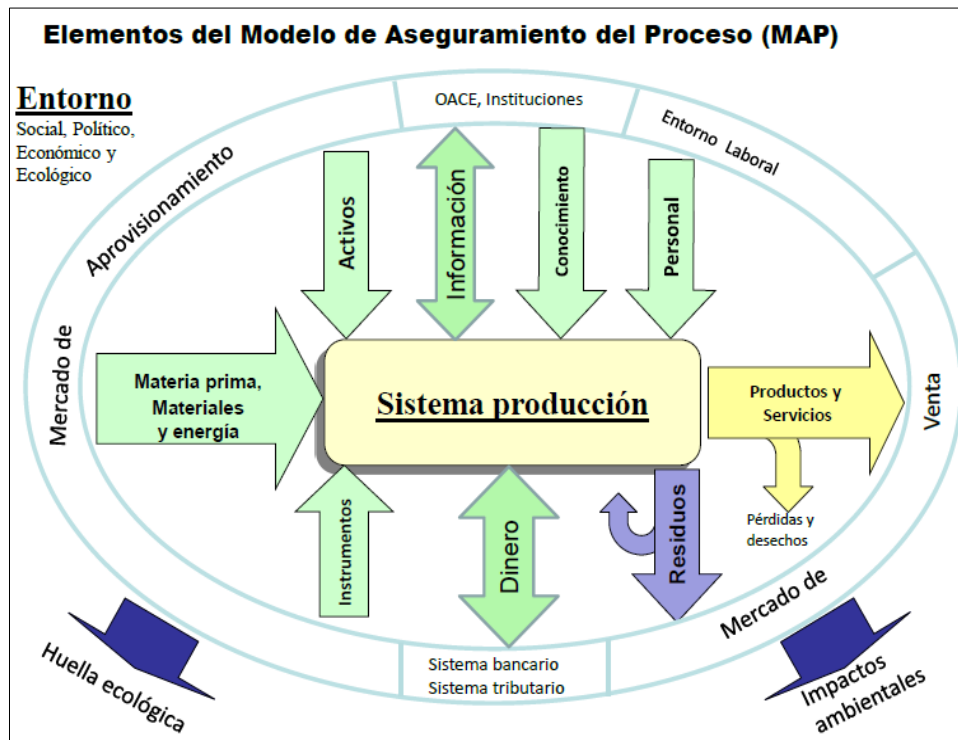 Elementos del Modelo de Aseguramiento del Proceso (MAP)
Entorno
Social, Político,
Económico y
Ecológico
OACE, Instituciones
Entorno Laboral
Mercado de Aprovisionamiento
Activos
Información
Conocimiento
Personal
Materia prima,
Materiales
y energía
Sistema producción
Productos y
Servicios
Pérdidas y
desechos
Instrumentos
Dinero
Residuos
Mercado de Venta
Sistema bancario
Sistema tributario
Huella ecológica
Impactos
ambientales